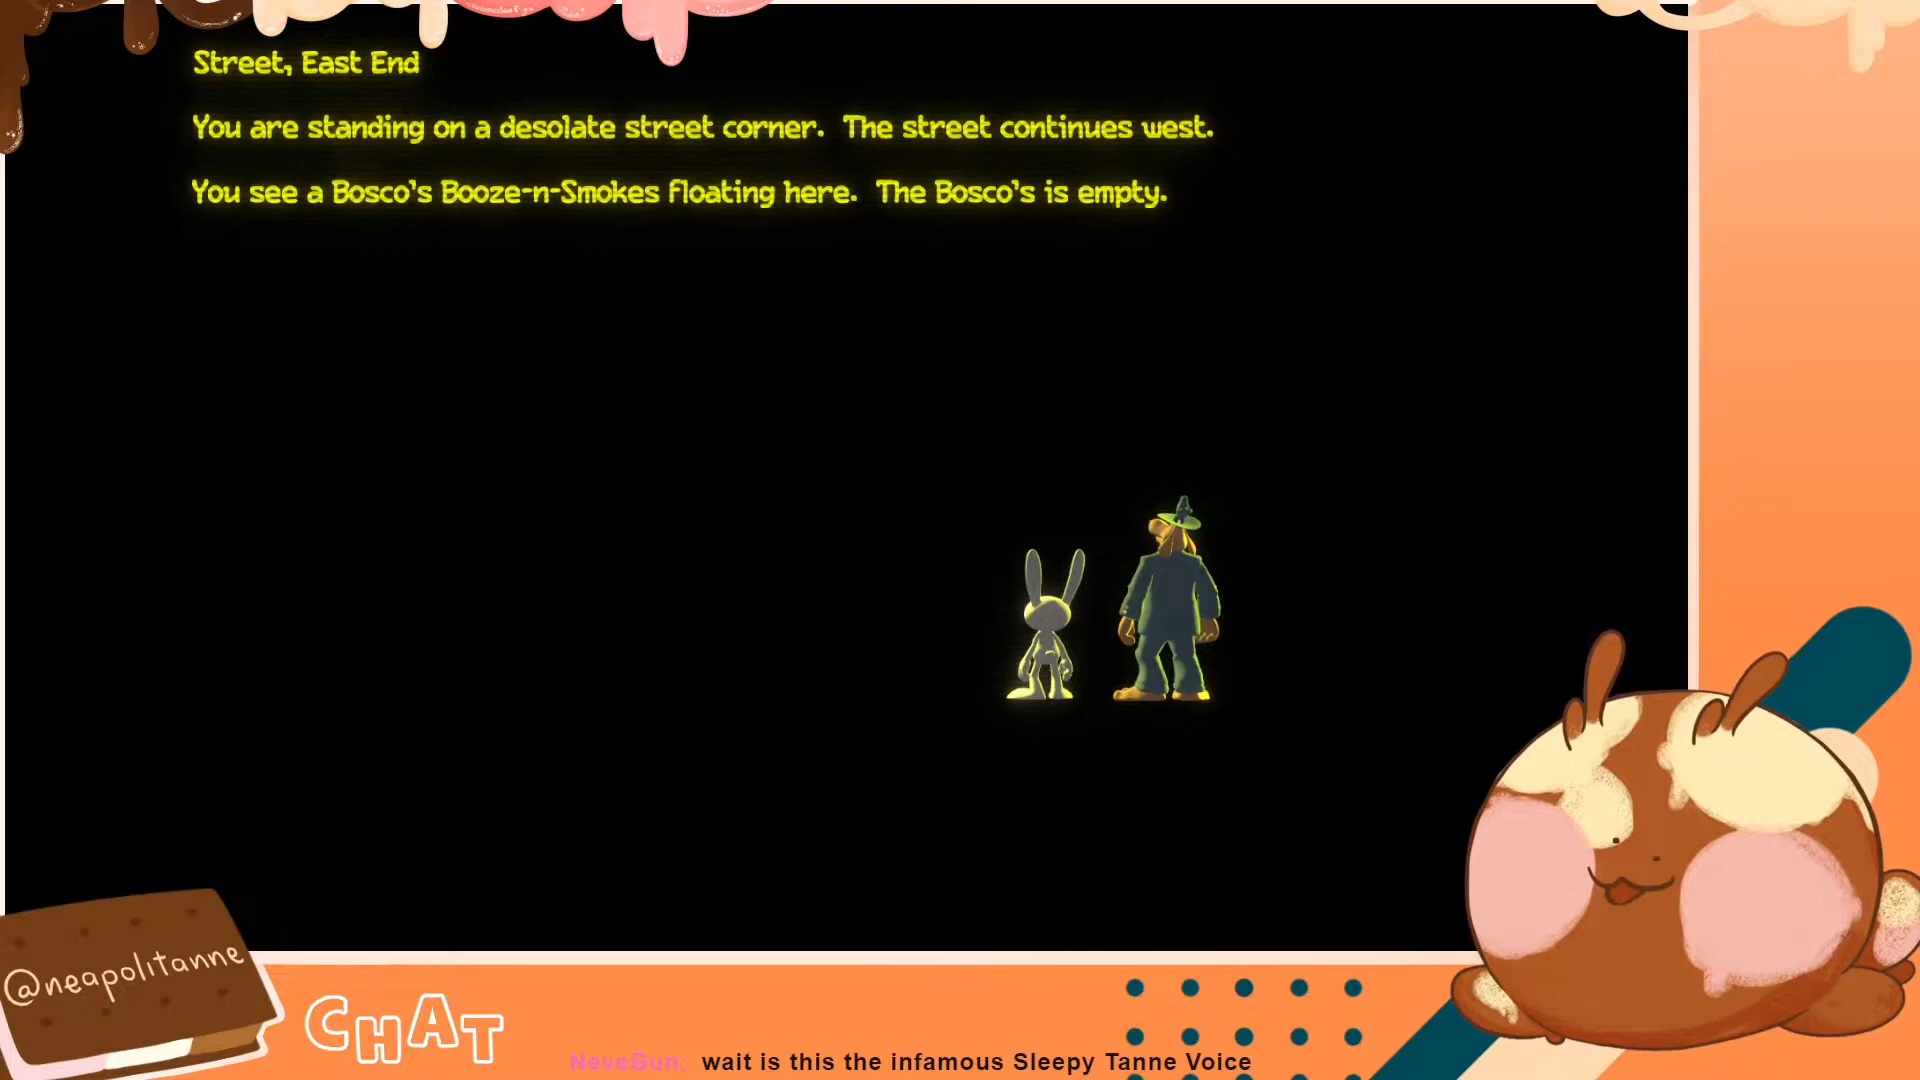 Street, East End
You are standing on a desolate street corner. The street continues west.
You see a Bosco's Booze-n-Smokes floating here. The Bosco's is empty.
@neapolitanne
CHAT
NeveBun: wait is this the infamous Sleepy Tanne Voice